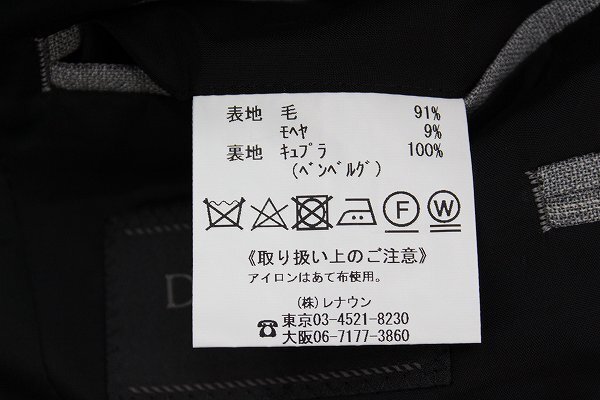 表地 毛 91%
ﾓﾍﾔ 9%
裏地 ｷｭﾌﾟﾗ 100%
(ﾍﾞﾝﾍﾞﾙｸﾞ)
F W
《取り扱い上のご注意》
アイロンはあて布使用。
(株)レナウン
☎東京03-4521-8230
大阪06-7177-3860
D